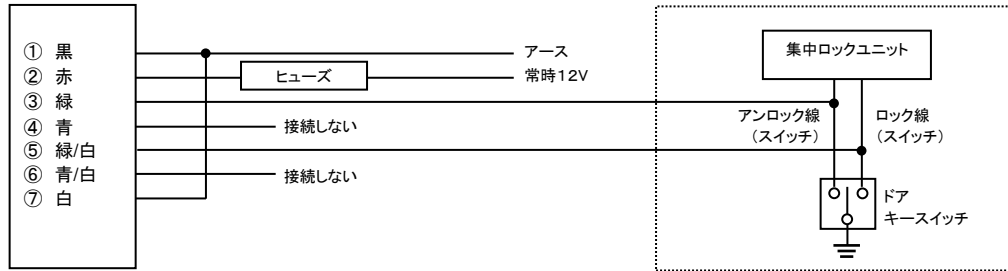 ① 黒
② 赤
③ 緑
④ 青
⑤ 緑/白
⑥ 青/白
⑦ 白
ヒューズ
アース
常時12V
接続しない
接続しない
集中ロックユニット
アンロック線
（スイッチ）
ロック線
（スイッチ）
ドア
キースイッチ